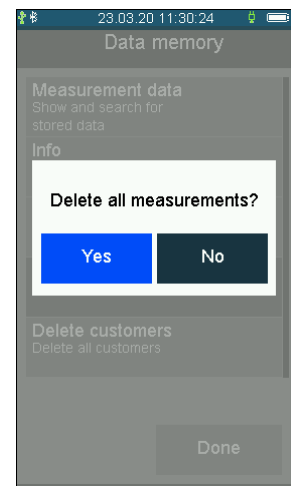 23.03.20 11:30:24
Data memory
Measurement data
Show and search for
stored data
Info
Delete all measurements?
Yes No
Delete customers
Delete all customers
Done